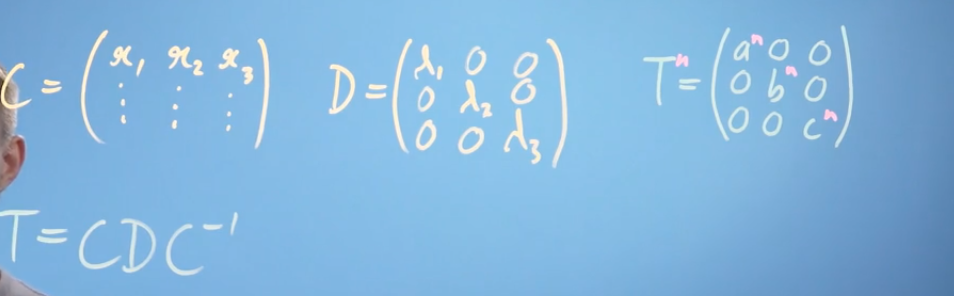 C = (x₁ x₂ x₃ ⋮ ⋮ ⋮) D = (λ₁ 0 0 0 λ₂ 0 0 0 λ₃) Tⁿ = (aⁿ 0 0 0 bⁿ 0 0 0 cⁿ)
T = CDC⁻¹